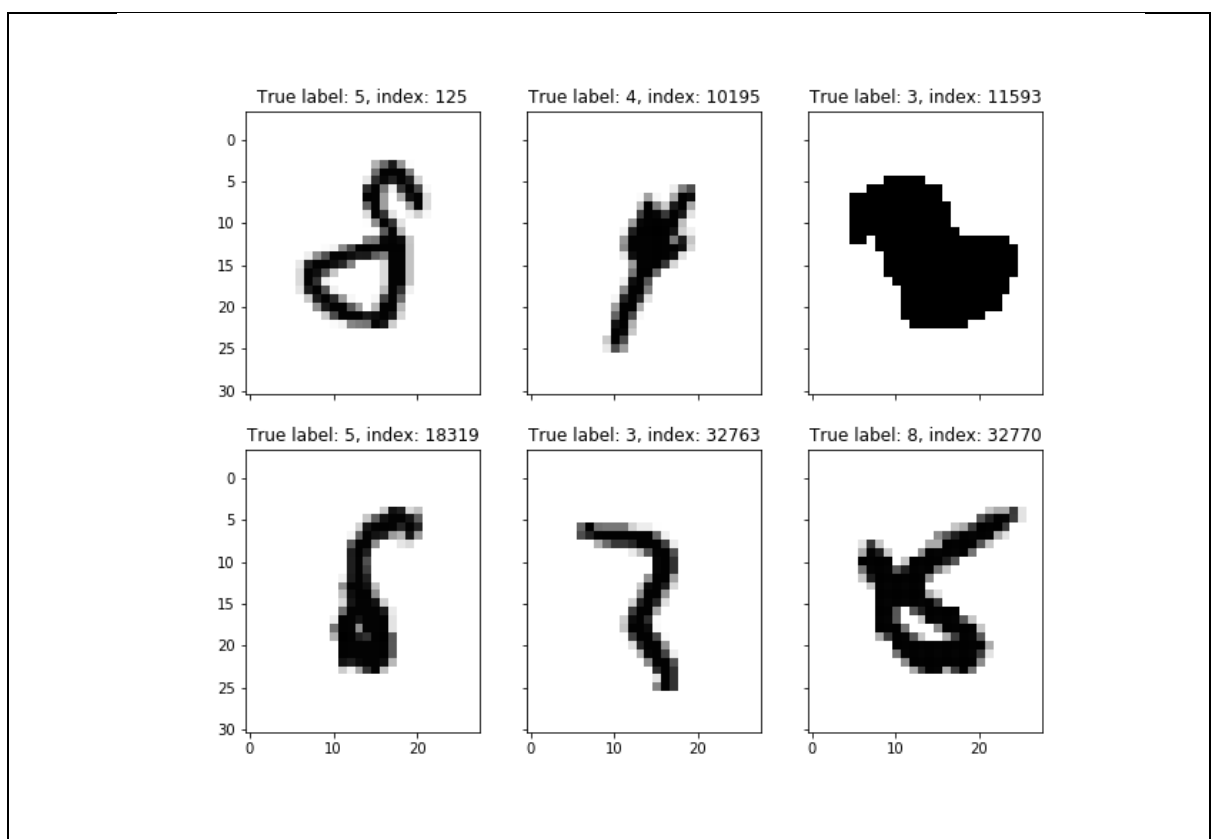 True label: 5, index: 125
True label: 4, index: 10195
True label: 3, index: 11593
0
5
10
15
20
25
30
True label: 5, index: 18319
True label: 3, index: 32763
True label: 8, index: 32770
0
5
10
15
20
25
30
0 10 20
0 10 20
0 10 20